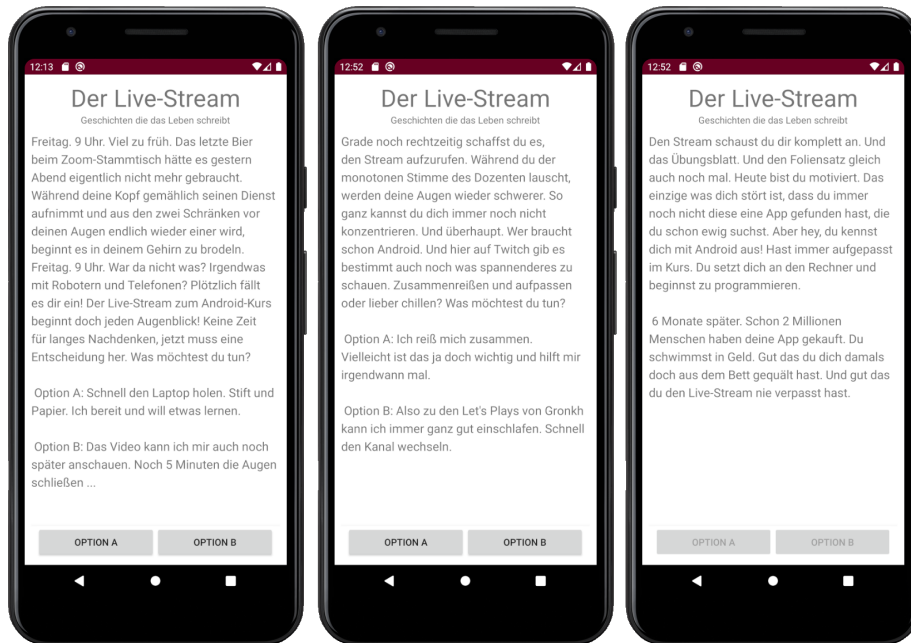 12:13
Der Live-Stream
Geschichten die das Leben schreibt
Freitag. 9 Uhr. Viel zu früh. Das letzte Bier
beim Zoom-Stammtisch hätte es gestern
Abend eigentlich nicht mehr gebraucht.
Während deine Kopf gemählich seinen Dienst
aufnimmt und aus den zwei Schränken vor
deinen Augen endlich wieder einer wird,
beginnt es in deinem Gehirn zu brodeln.
Freitag. 9 Uhr. War da nicht was? Irgendwas
mit Robotern und Telefonen? Plötzlich fällt
es dir ein! Der Live-Stream zum Android-Kurs
beginnt doch jeden Augenblick! Keine Zeit
für langes Nachdenken, jetzt muss eine
Entscheidung her. Was möchtest du tun?
Option A: Schnell den Laptop holen. Stift und
Papier. Ich bereit und will etwas lernen.
Option B: Das Video kann ich mir auch noch
später anschauen. Noch 5 Minuten die Augen
schließen ...
OPTION A
OPTION B
12:52
Der Live-Stream
Geschichten die das Leben schreibt
Grade noch rechtzeitig schaffst du es,
den Stream aufzurufen. Während du der
monotonen Stimme des Dozenten lauscht,
werden deine Augen wieder schwerer. So
ganz kannst du dich immer noch nicht
konzentrieren. Und überhaupt. Wer braucht
schon Android. Und hier auf Twitch gib es
bestimmt auch noch was spannenderes zu
schauen. Zusammenreißen und aufpassen
oder lieber chillen? Was möchtest du tun?
Option A: Ich reiß mich zusammen.
Vielleicht ist das ja doch wichtig und hilft mir
irgendwann mal.
Option B: Also zu den Let's Plays von Gronkh
kann ich immer ganz gut einschlafen. Schnell
den Kanal wechseln.
OPTION A
OPTION B
12:52
Der Live-Stream
Geschichten die das Leben schreibt
Den Stream schaust du dir komplett an. Und
das Übungsblatt. Und den Foliensatz gleich
auch noch mal. Heute bist du motiviert. Das
einzige was dich stört ist, dass du immer
noch nicht diese eine App gefunden hast, die
du schon ewig suchst. Aber hey, du kennst
dich mit Android aus! Hast immer aufgepasst
im Kurs. Du setzt dich an den Rechner und
beginnst zu programmieren.
6 Monate später. Schon 2 Millionen
Menschen haben deine App gekauft. Du
schwimmst in Geld. Gut das du dich damals
doch aus dem Bett gequält hast. Und gut das
du den Live-Stream nie verpasst hast.
OPTION A
OPTION B